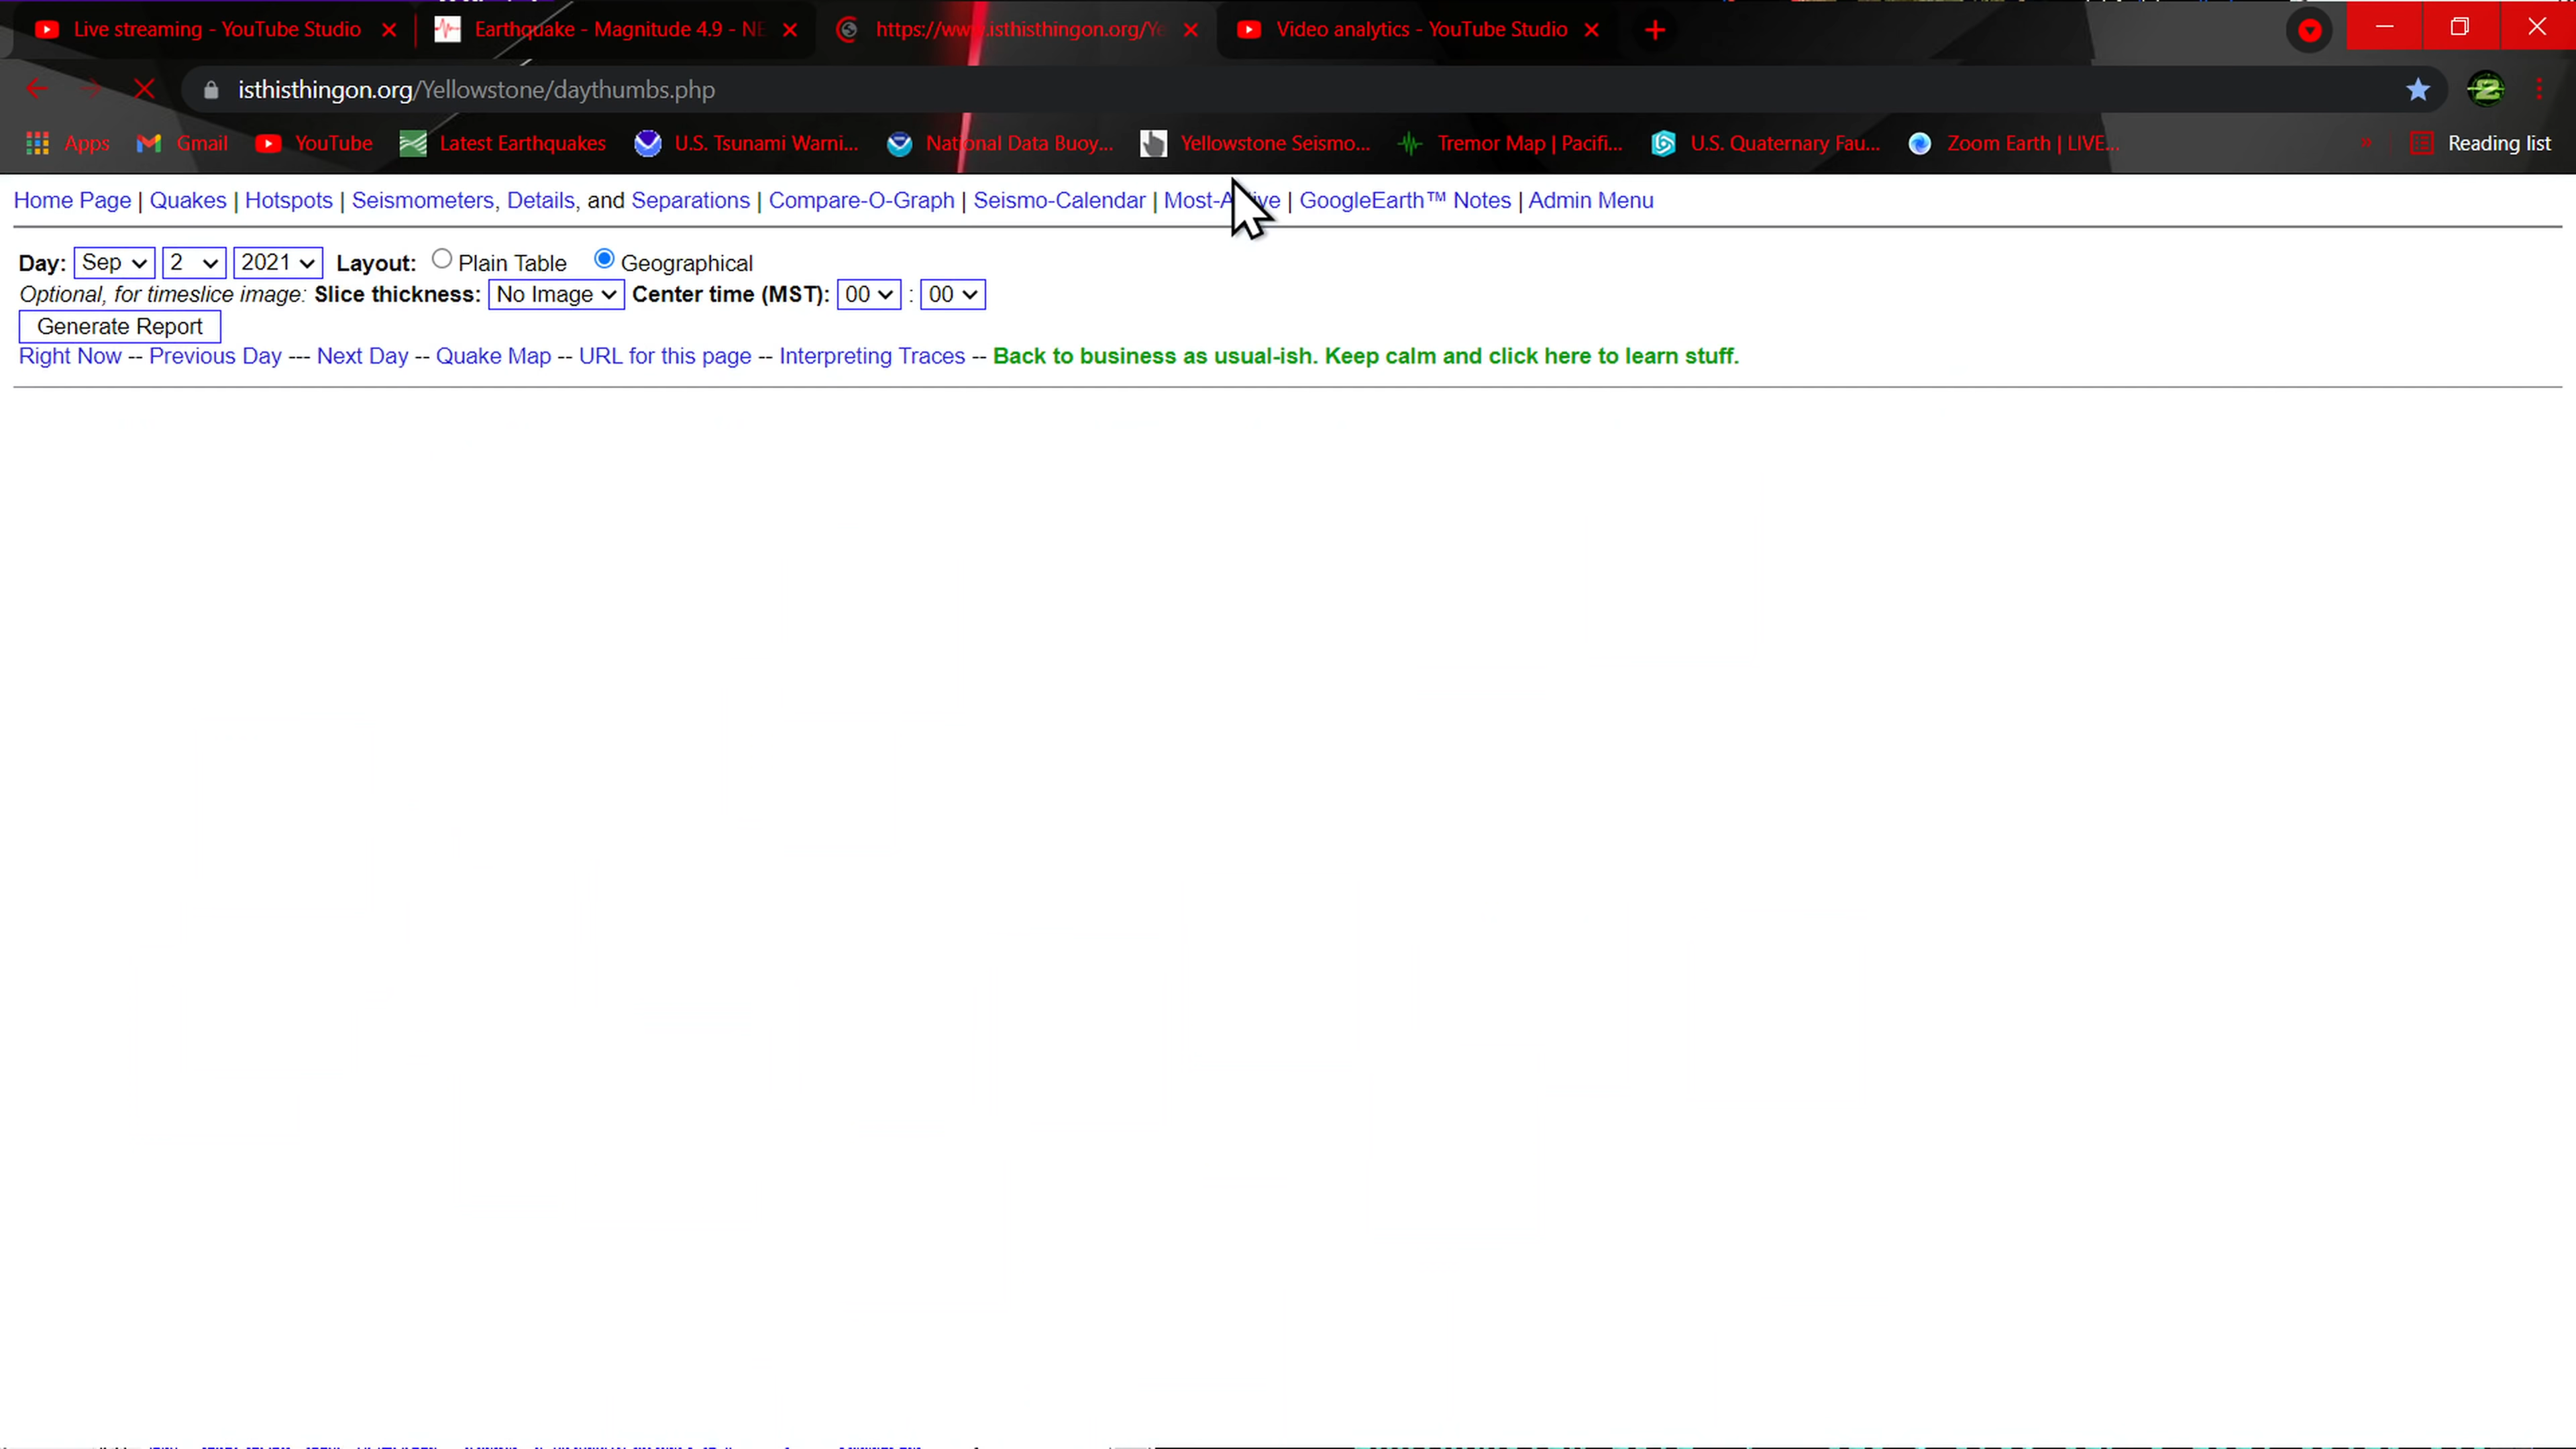 Live streaming - YouTube Studio
Earthquake - Magnitude 4.9 - NE
https://www.isthisthingon.org/Ye
Video analytics - YouTube Studio
isthisthingon.org/Yellowstone/daythumbs.php
Apps Gmail YouTube Latest Earthquakes U.S. Tsunami Warni... National Data Buoy... Yellowstone Seismo... Tremor Map | Pacifi... U.S. Quaternary Fau... Zoom Earth | LIVE... » Reading list
Home Page | Quakes | Hotspots | Seismometers, Details, and Separations | Compare-O-Graph | Seismo-Calendar | Most-Active | GoogleEarth™ Notes | Admin Menu
Day: Sep 2 2021 Layout: Plain Table Geographical
Optional, for timeslice image: Slice thickness: No Image Center time (MST): 00 : 00
Generate Report
Right Now -- Previous Day --- Next Day -- Quake Map -- URL for this page -- Interpreting Traces -- Back to business as usual-ish. Keep calm and click here to learn stuff.